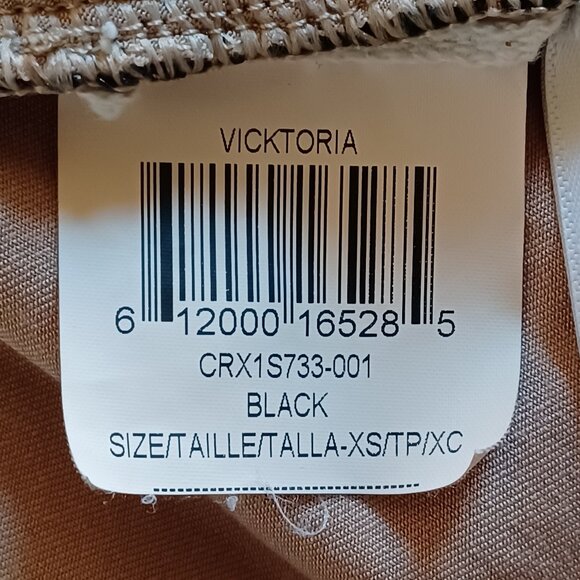 VICKTORIA
6 12000 16528 5
CRX1S733-001
BLACK
SIZE/TAILLE/TALLA-XS/TP/XC